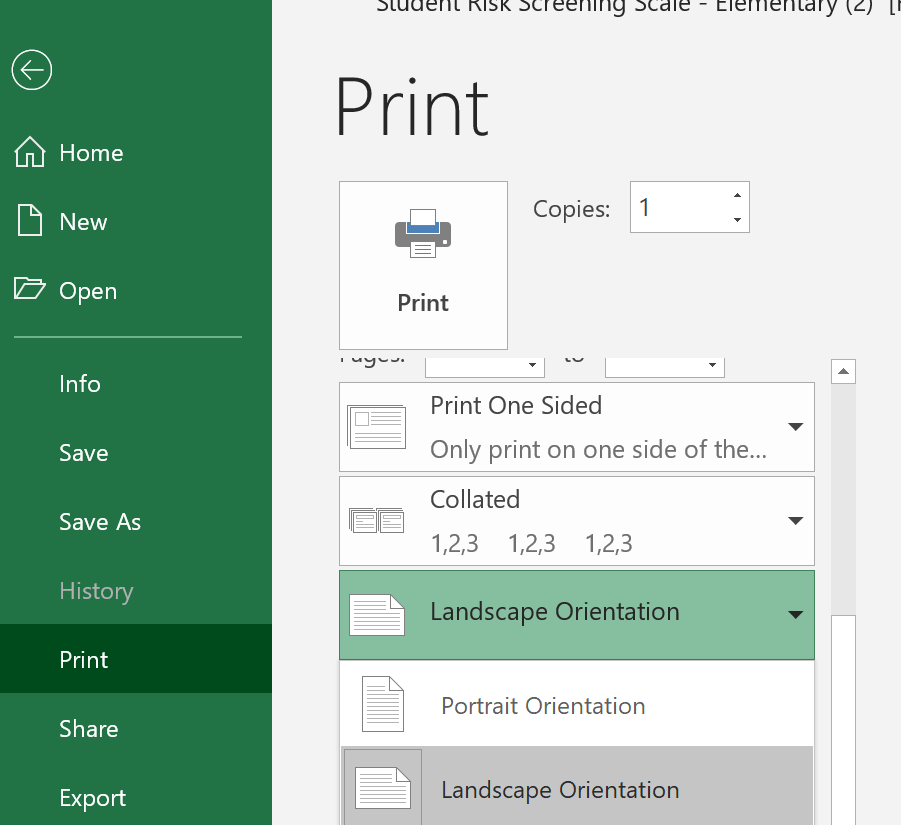 Student Risk Screening Scale - Elementary (2) [
Print
Home
New
Open
Info
Save
Save As
History
Print
Share
Export
Print
Copies: 1
Pages: to
Print One Sided
Only print on one side of the...
Collated
1,2,3 1,2,3 1,2,3
Landscape Orientation
Portrait Orientation
Landscape Orientation